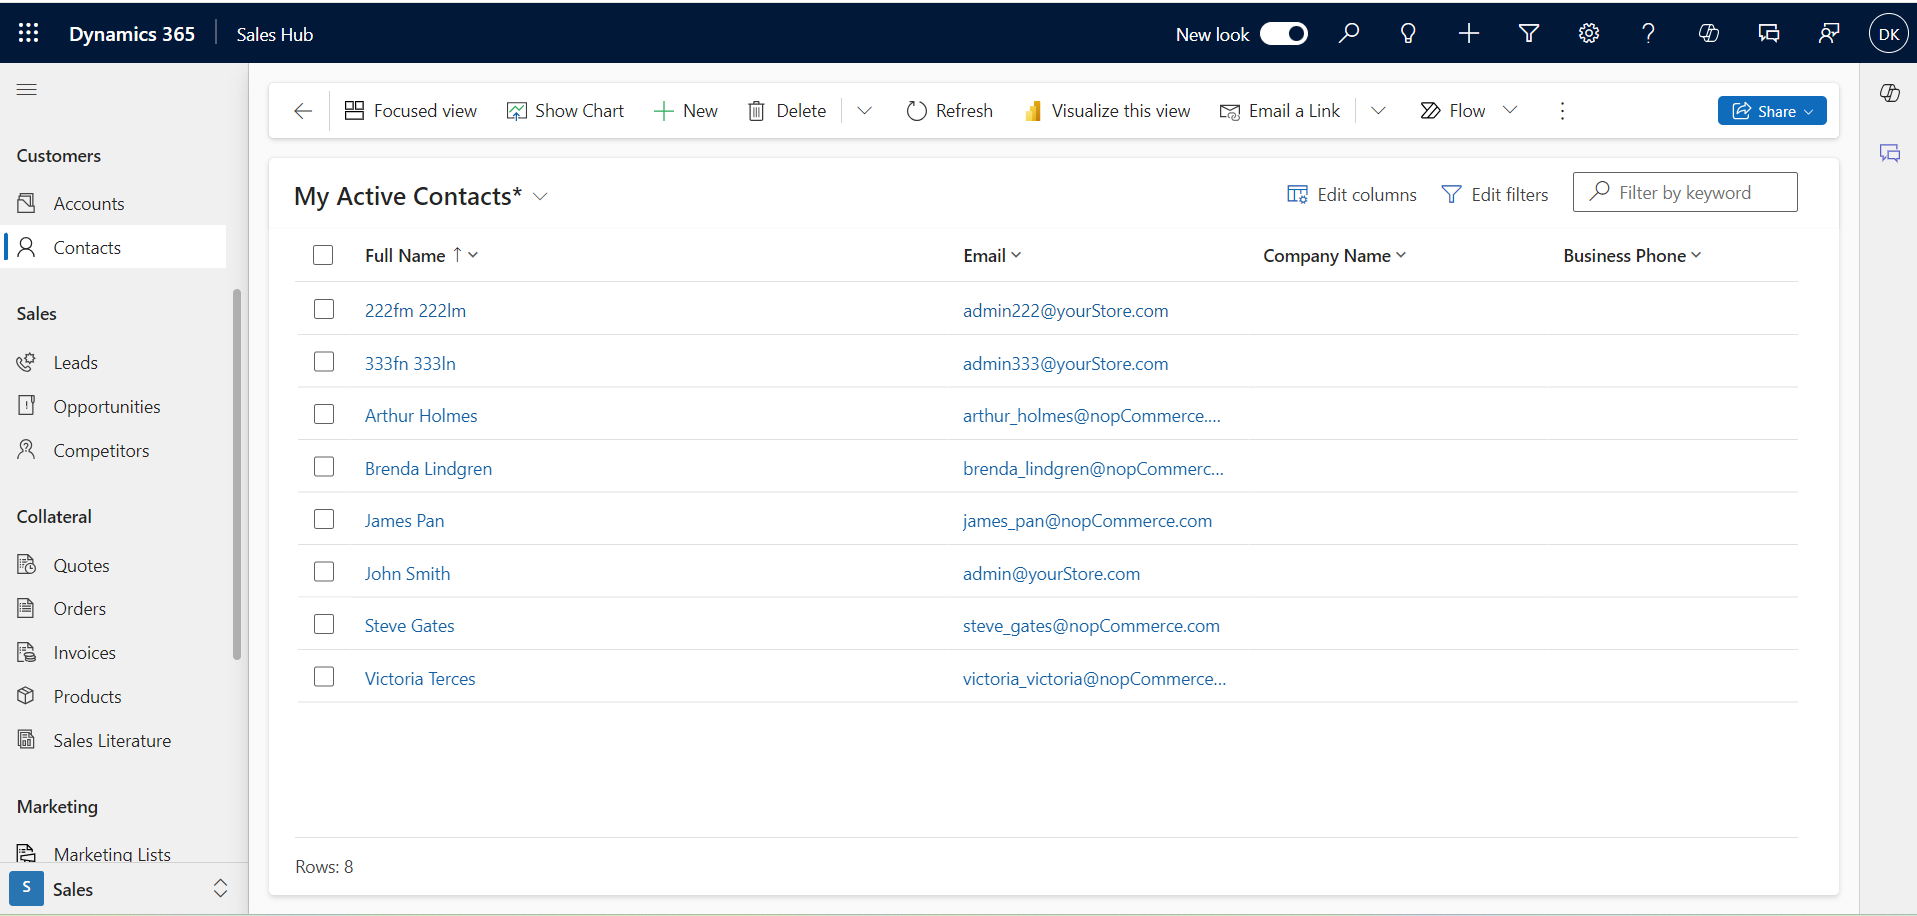 Dynamics 365 Sales Hub New look DK
Focused view Show Chart New Delete Refresh Visualize this view Email a Link Flow Share
Customers
Accounts
Contacts
Sales
Leads
Opportunities
Competitors
Collateral
Quotes
Orders
Invoices
Products
Sales Literature
Marketing
Marketing Lists
S Sales
My Active Contacts* Edit columns Edit filters Filter by keyword
Full Name ↑ Email Company Name Business Phone
222fm 222lm admin222@yourStore.com
333fn 333ln admin333@yourStore.com
Arthur Holmes arthur_holmes@nopCommerce....
Brenda Lindgren brenda_lindgren@nopCommerc...
James Pan james_pan@nopCommerce.com
John Smith admin@yourStore.com
Steve Gates steve_gates@nopCommerce.com
Victoria Terces victoria_victoria@nopCommerce...
Rows: 8